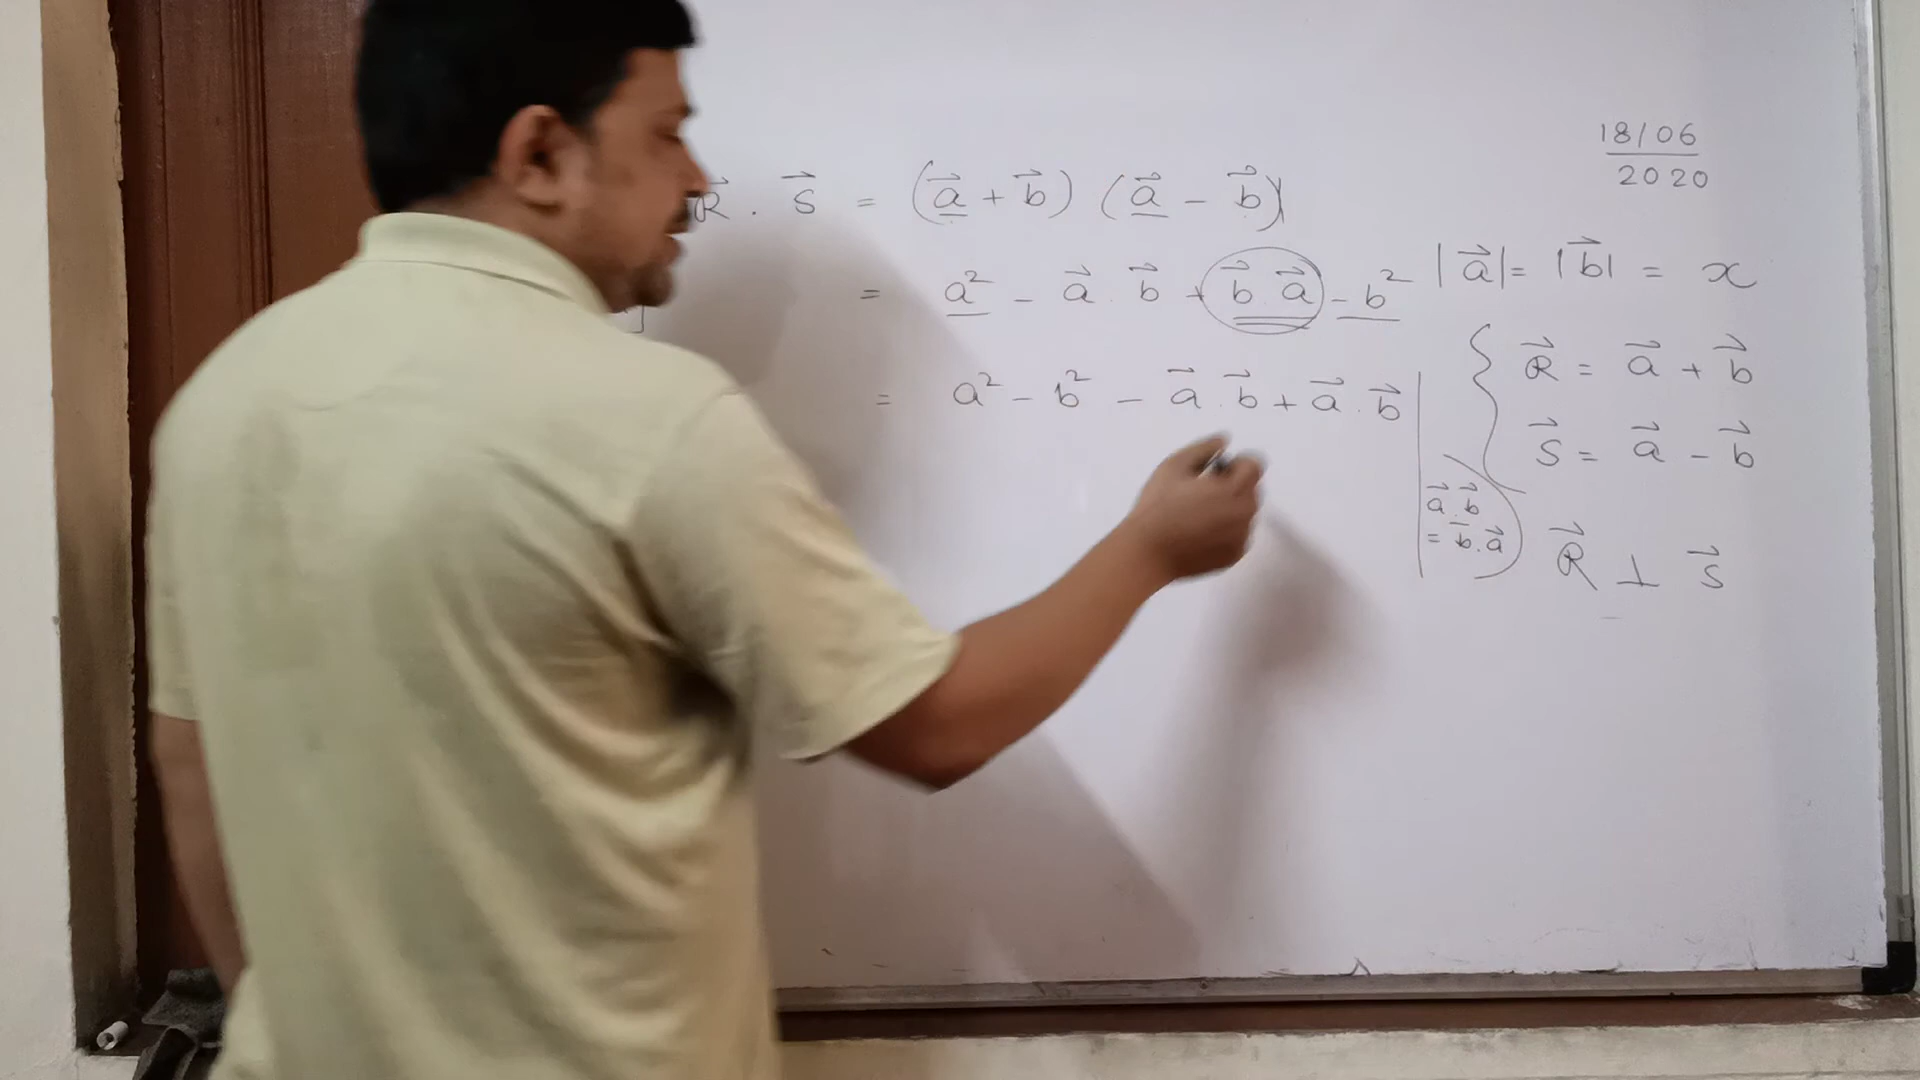 18/06
2020
R⃗ . S⃗ = (a⃗ + b⃗) (a⃗ - b⃗)
= a² - a⃗ . b⃗ + b⃗ . a⃗ - b²
= a² - b² - a⃗ . b⃗ + a⃗ . b⃗
|a⃗| = |b⃗| = x
R⃗ = a⃗ + b⃗
S⃗ = a⃗ - b⃗
a⃗ . b⃗
= b⃗ . a⃗
R⃗ ⊥ S⃗